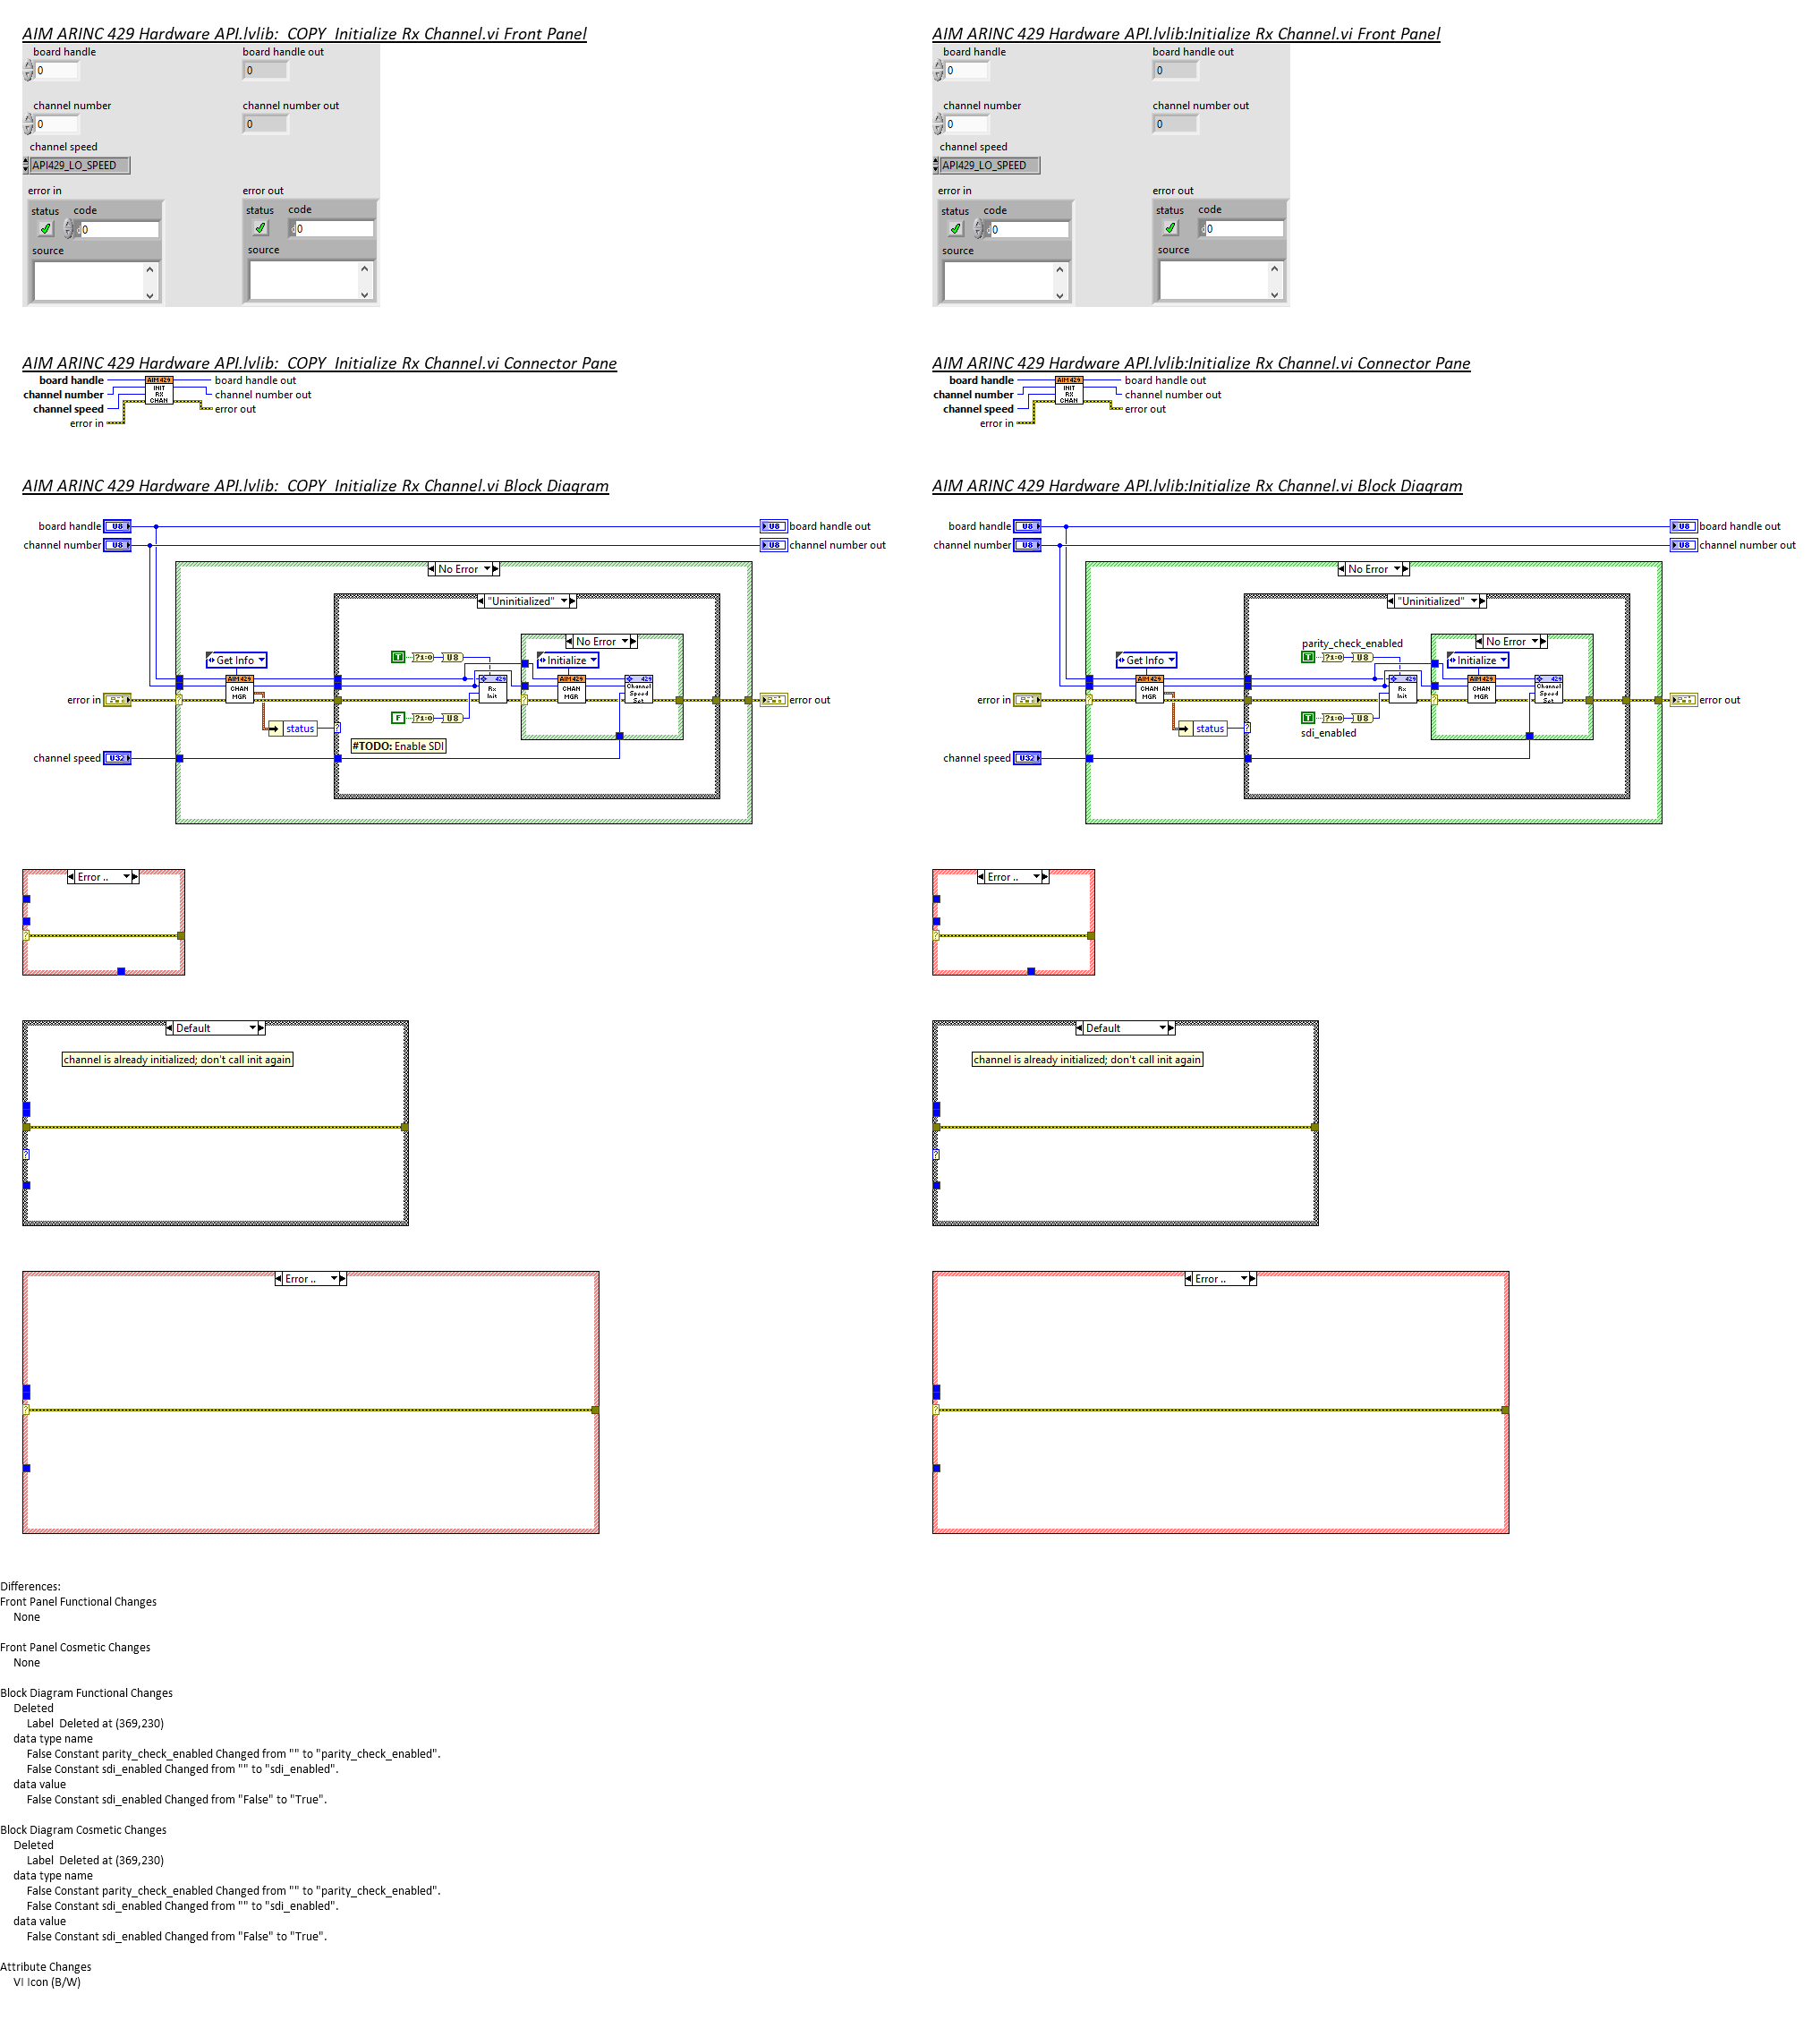 AIM ARINC 429 Hardware API.lvlib:  COPY  Initialize Rx Channel.vi Front Panel
board handle
board handle out
0
0
channel number
channel number out
0
0
channel speed
API429_LO_SPEED
error in
error out
status
code
status
code
0
0
source
source
AIM ARINC 429 Hardware API.lvlib:Initialize Rx Channel.vi Front Panel
board handle
board handle out
0
0
channel number
channel number out
0
0
channel speed
API429_LO_SPEED
error in
error out
status
code
status
code
0
0
source
source
AIM ARINC 429 Hardware API.lvlib:  COPY  Initialize Rx Channel.vi Connector Pane
board handle
channel number
channel speed
error in
AIM429
INIT
RX
CHAN
board handle out
channel number out
error out
AIM ARINC 429 Hardware API.lvlib:Initialize Rx Channel.vi Connector Pane
board handle
channel number
channel speed
error in
AIM429
INIT
RX
CHAN
board handle out
channel number out
error out
AIM ARINC 429 Hardware API.lvlib:  COPY  Initialize Rx Channel.vi Block Diagram
board handle
U8
U8
board handle out
channel number
U8
U8
channel number out
No Error
"Uninitialized"
No Error
Get Info
T
?1:0
U8
Initialize
AIM429
CHAN
MGR
429
Rx
Init
AIM429
CHAN
MGR
429
Channel
Speed
Set
error in
error out
status
F
?1:0
U8
?
#TODO: Enable SDI
channel speed
U32
AIM ARINC 429 Hardware API.lvlib:Initialize Rx Channel.vi Block Diagram
board handle
U8
U8
board handle out
channel number
U8
U8
channel number out
No Error
"Uninitialized"
No Error
parity_check_enabled
Get Info
T
?1:0
U8
Initialize
AIM429
CHAN
MGR
429
Rx
Init
AIM429
CHAN
MGR
429
Channel
Speed
Set
error in
error out
status
T
?1:0
U8
?
sdi_enabled
channel speed
U32
Error ..
?
Error ..
?
Default
channel is already initialized; don't call init again
?
Default
channel is already initialized; don't call init again
?
Error ..
?
Error ..
?
Differences:
Front Panel Functional Changes
None
Front Panel Cosmetic Changes
None
Block Diagram Functional Changes
Deleted
Label  Deleted at (369,230)
data type name
False Constant parity_check_enabled Changed from "" to "parity_check_enabled".
False Constant sdi_enabled Changed from "" to "sdi_enabled".
data value
False Constant sdi_enabled Changed from "False" to "True".
Block Diagram Cosmetic Changes
Deleted
Label  Deleted at (369,230)
data type name
False Constant parity_check_enabled Changed from "" to "parity_check_enabled".
False Constant sdi_enabled Changed from "" to "sdi_enabled".
data value
False Constant sdi_enabled Changed from "False" to "True".
Attribute Changes
VI Icon (B/W)